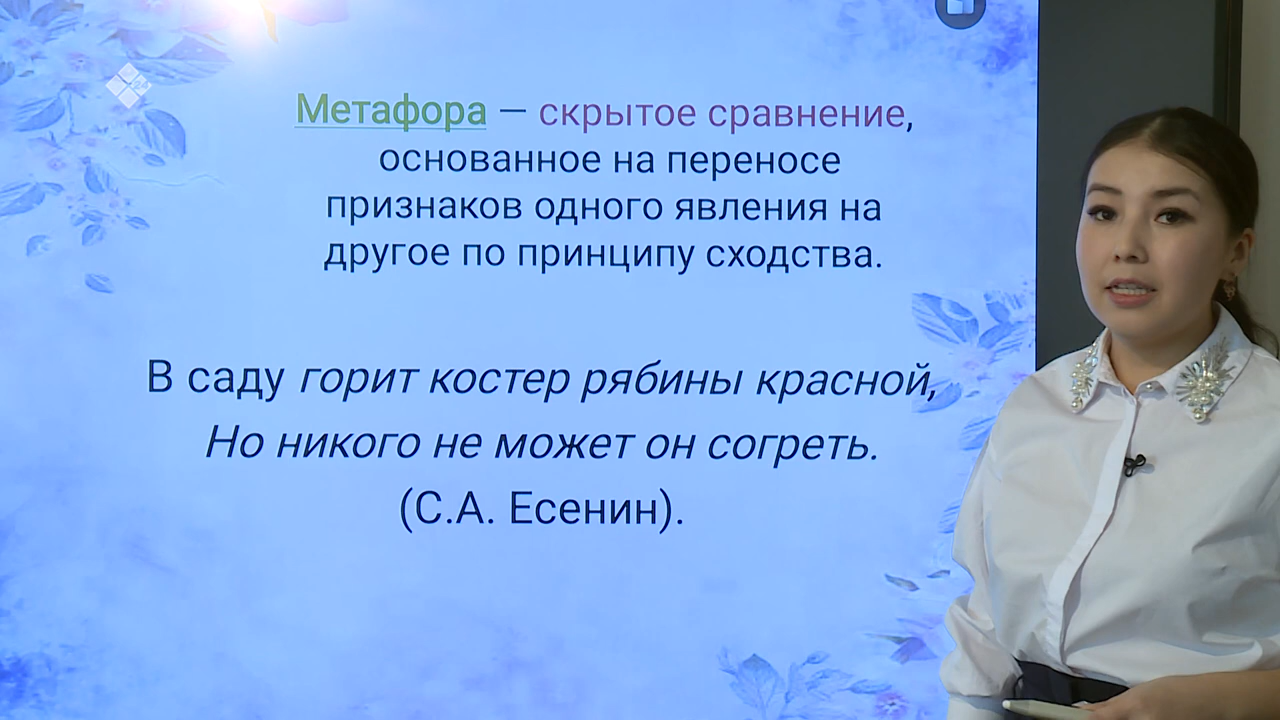 Метафора – скрытое сравнение,
основанное на переносе
признаков одного явления на
другое по принципу сходства.
В саду горит костер рябины красной,
Но никого не может он согреть.
(С.А. Есенин).